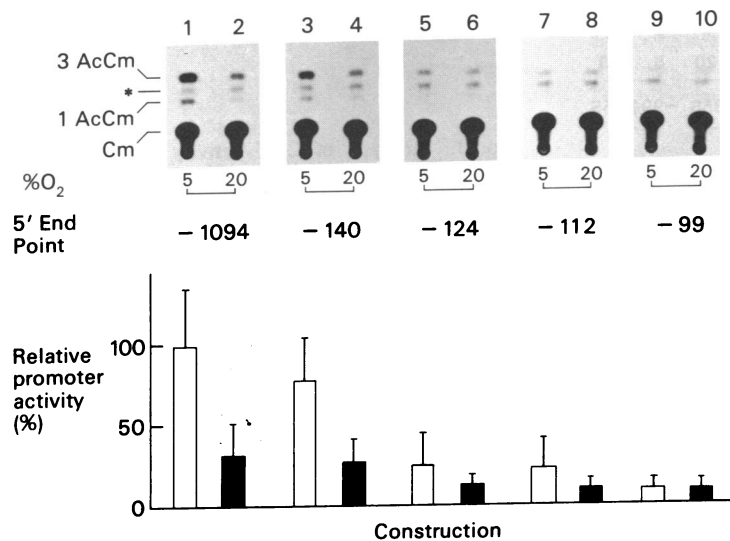 1 2 3 4 5 6 7 8 9 10
3 AcCm
*
1 AcCm
Cm
%O₂ 5 20 5 20 5 20 5 20 5 20
5′ End Point − 1094 − 140 − 124 − 112 − 99
Relative promoter activity (%)
100
50
0
Construction